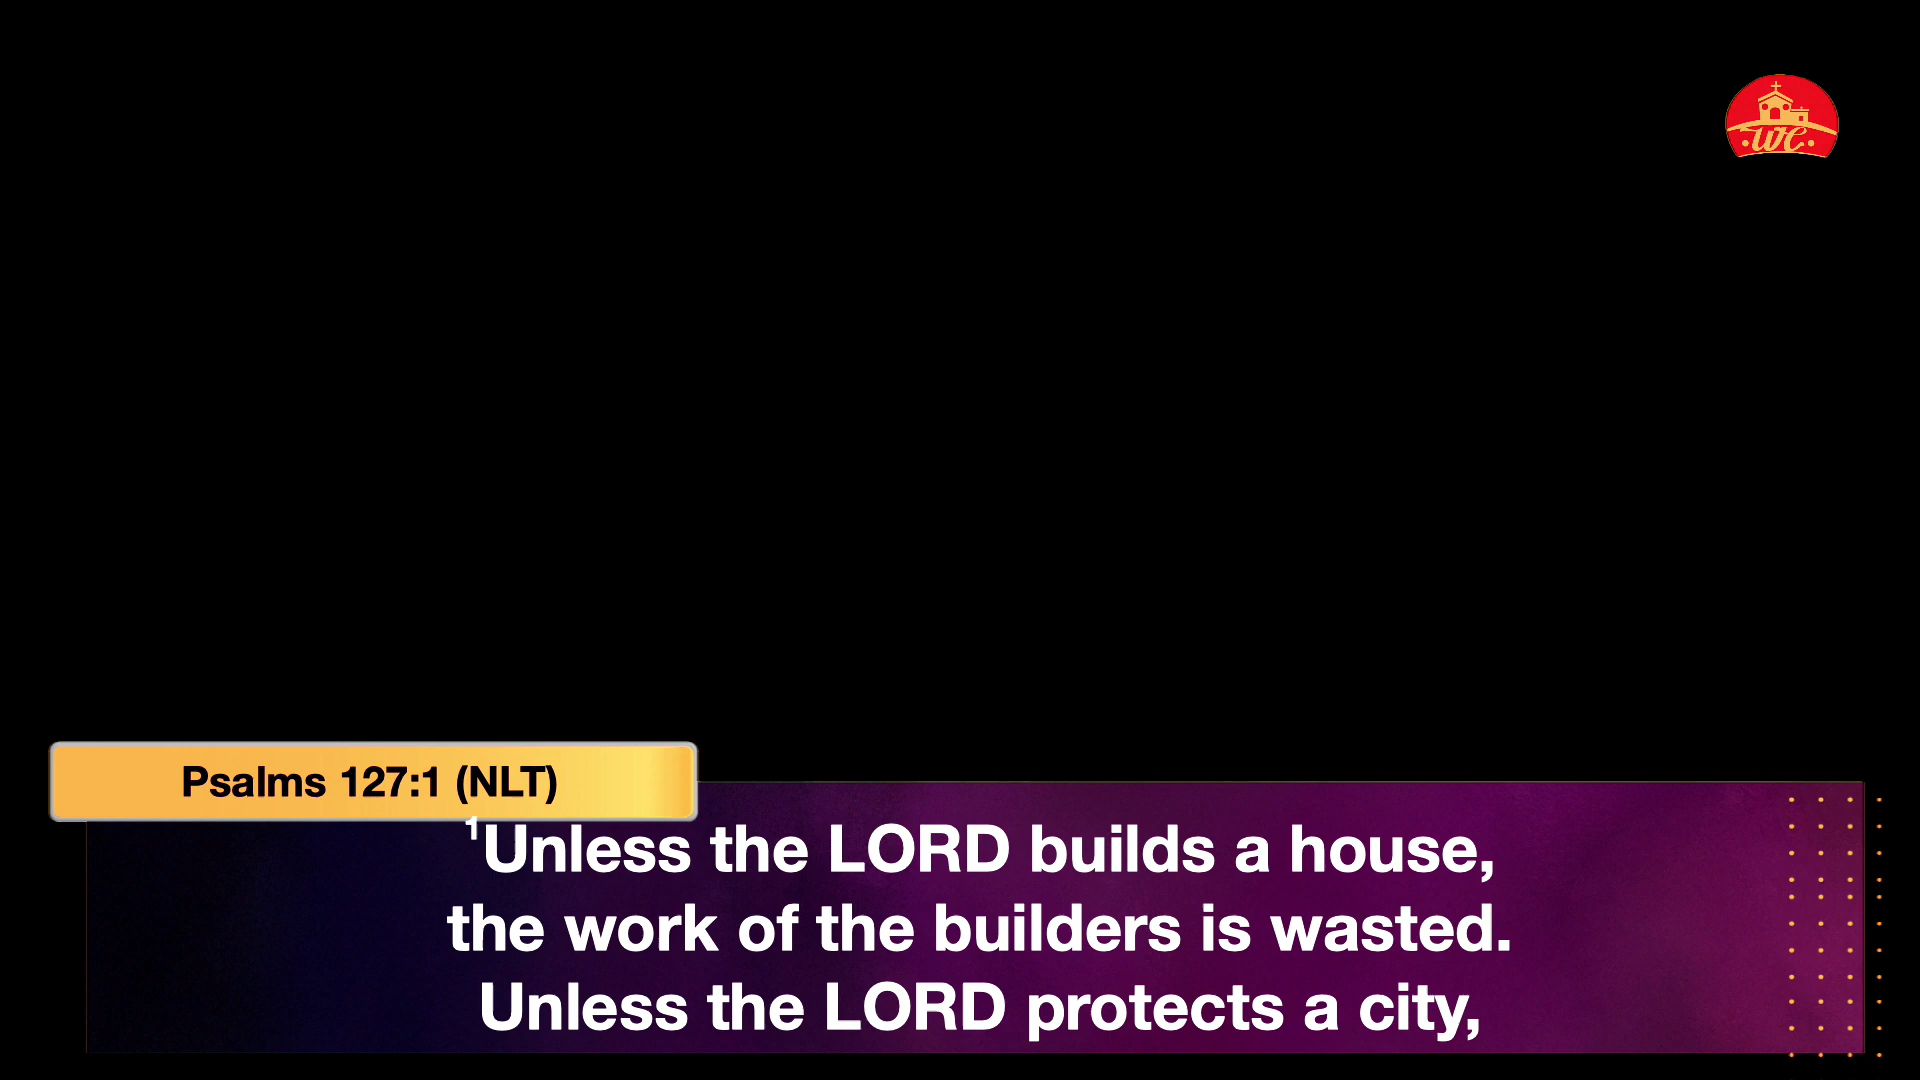 we
Psalms 127:1 (NLT)
¹Unless the LORD builds a house,
the work of the builders is wasted.
Unless the LORD protects a city,